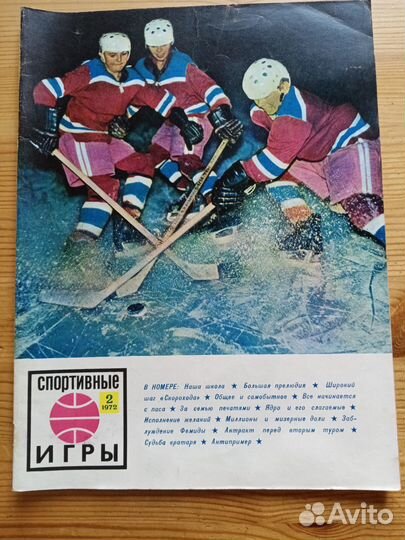 СПОРТИВНЫЕ
2
1972
ИГРЫ
В НОМЕРЕ: Наша школа ★ Большая прелюдия ★ Широкий
шаг «Скорохода» ★ Общее и самобытное ★ Все начинается
с паса ★ За семью печатями ★ Ядро и его слагаемые ★
Исполнение желаний ★ Миллионы и мизерные доли ★ Заб-
луждение Фемиды ★ Антракт перед вторым туром ★
Судьба вратаря ★ Антипример ★
Avito